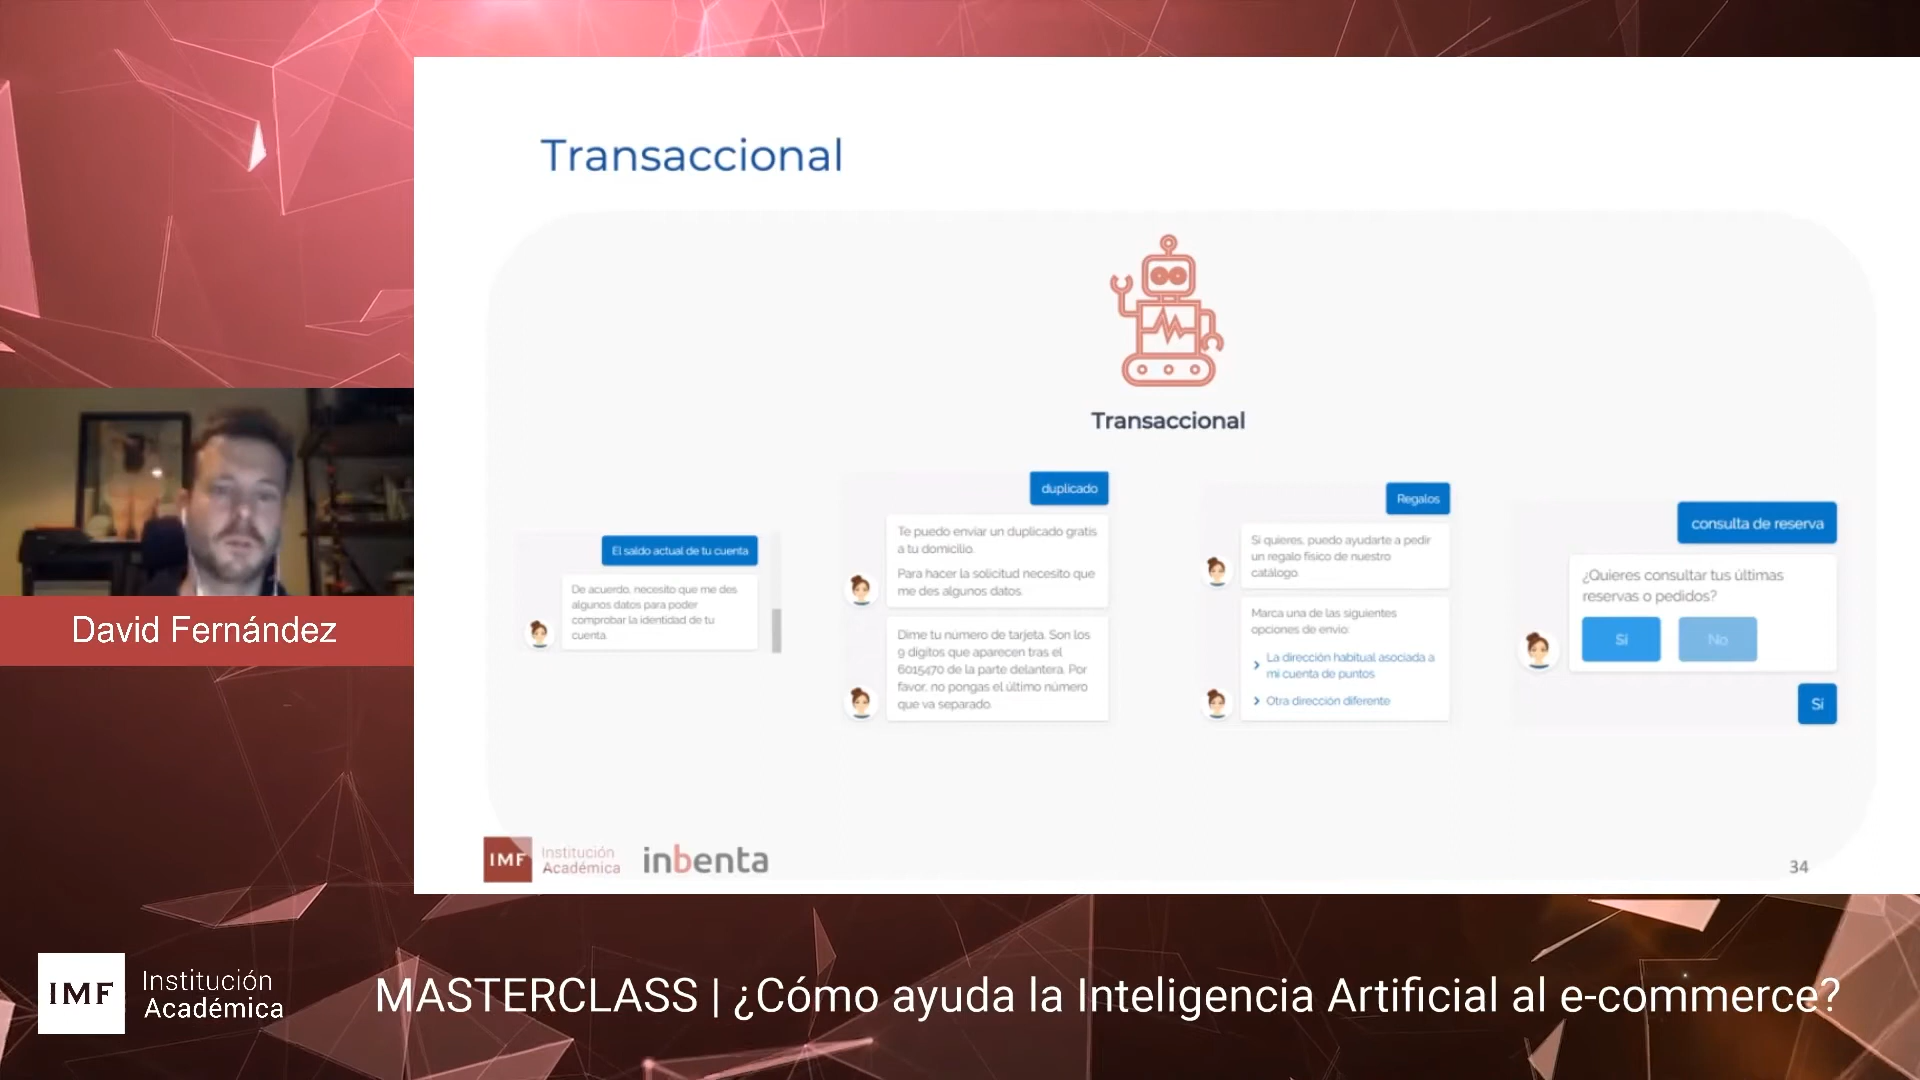 Transaccional
Transaccional
El saldo actual de tu cuenta
De acuerdo, necesito que me des
algunos datos para poder
comprobar la identidad de tu
cuenta.
duplicado
Te puedo enviar un duplicado gratis
a tu domicilio.
Para hacer la solicitud necesito que
me des algunos datos.
Dime tu número de tarjeta. Son los
9 dígitos que aparecen tras el
6015470 de la parte delantera. Por
favor, no pongas el último número
que va separado.
Regalos
Si quieres, puedo ayudarte a pedir
un regalo físico de nuestro
catálogo.
Marca una de las siguientes
opciones de envío:
La dirección habitual asociada a
mi cuenta de puntos
Otra dirección diferente
consulta de reserva
¿Quieres consultar tus últimas
reservas o pedidos?
Sí
No
Sí
David Fernández
IMF Institución
Académica
inbenta
34
IMF Institución
Académica
MASTERCLASS | ¿Cómo ayuda la Inteligencia Artificial al e-commerce?